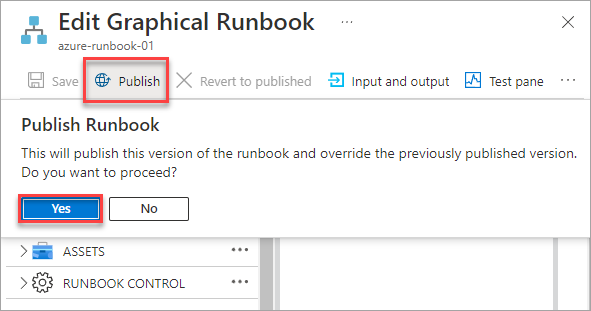 Edit Graphical Runbook ...
azure-runbook-01
Save Publish Revert to published Input and output Test pane ...
Publish Runbook
This will publish this version of the runbook and override the previously published version.
Do you want to proceed?
Yes No
ASSETS ...
RUNBOOK CONTROL ...